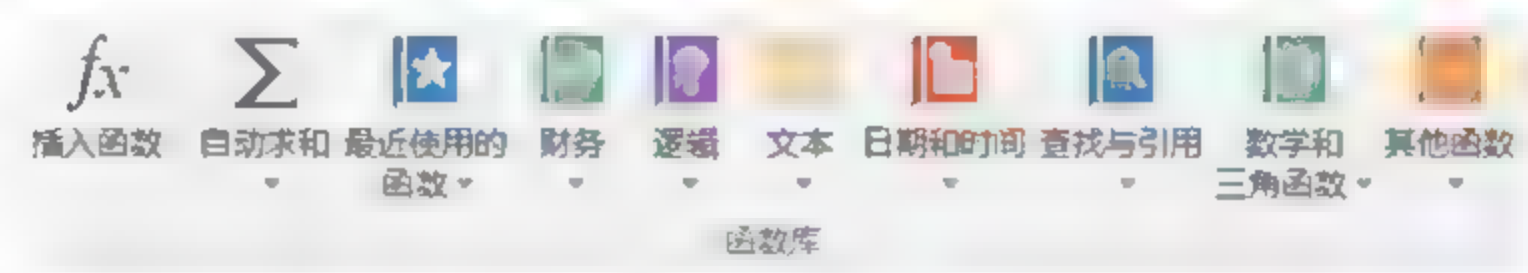 fx
Σ
插入函数
自动求和
最近使用的
函数
财务
逻辑
文本
日期和时间
查找与引用
数学和
三角函数
其他函数
函数库